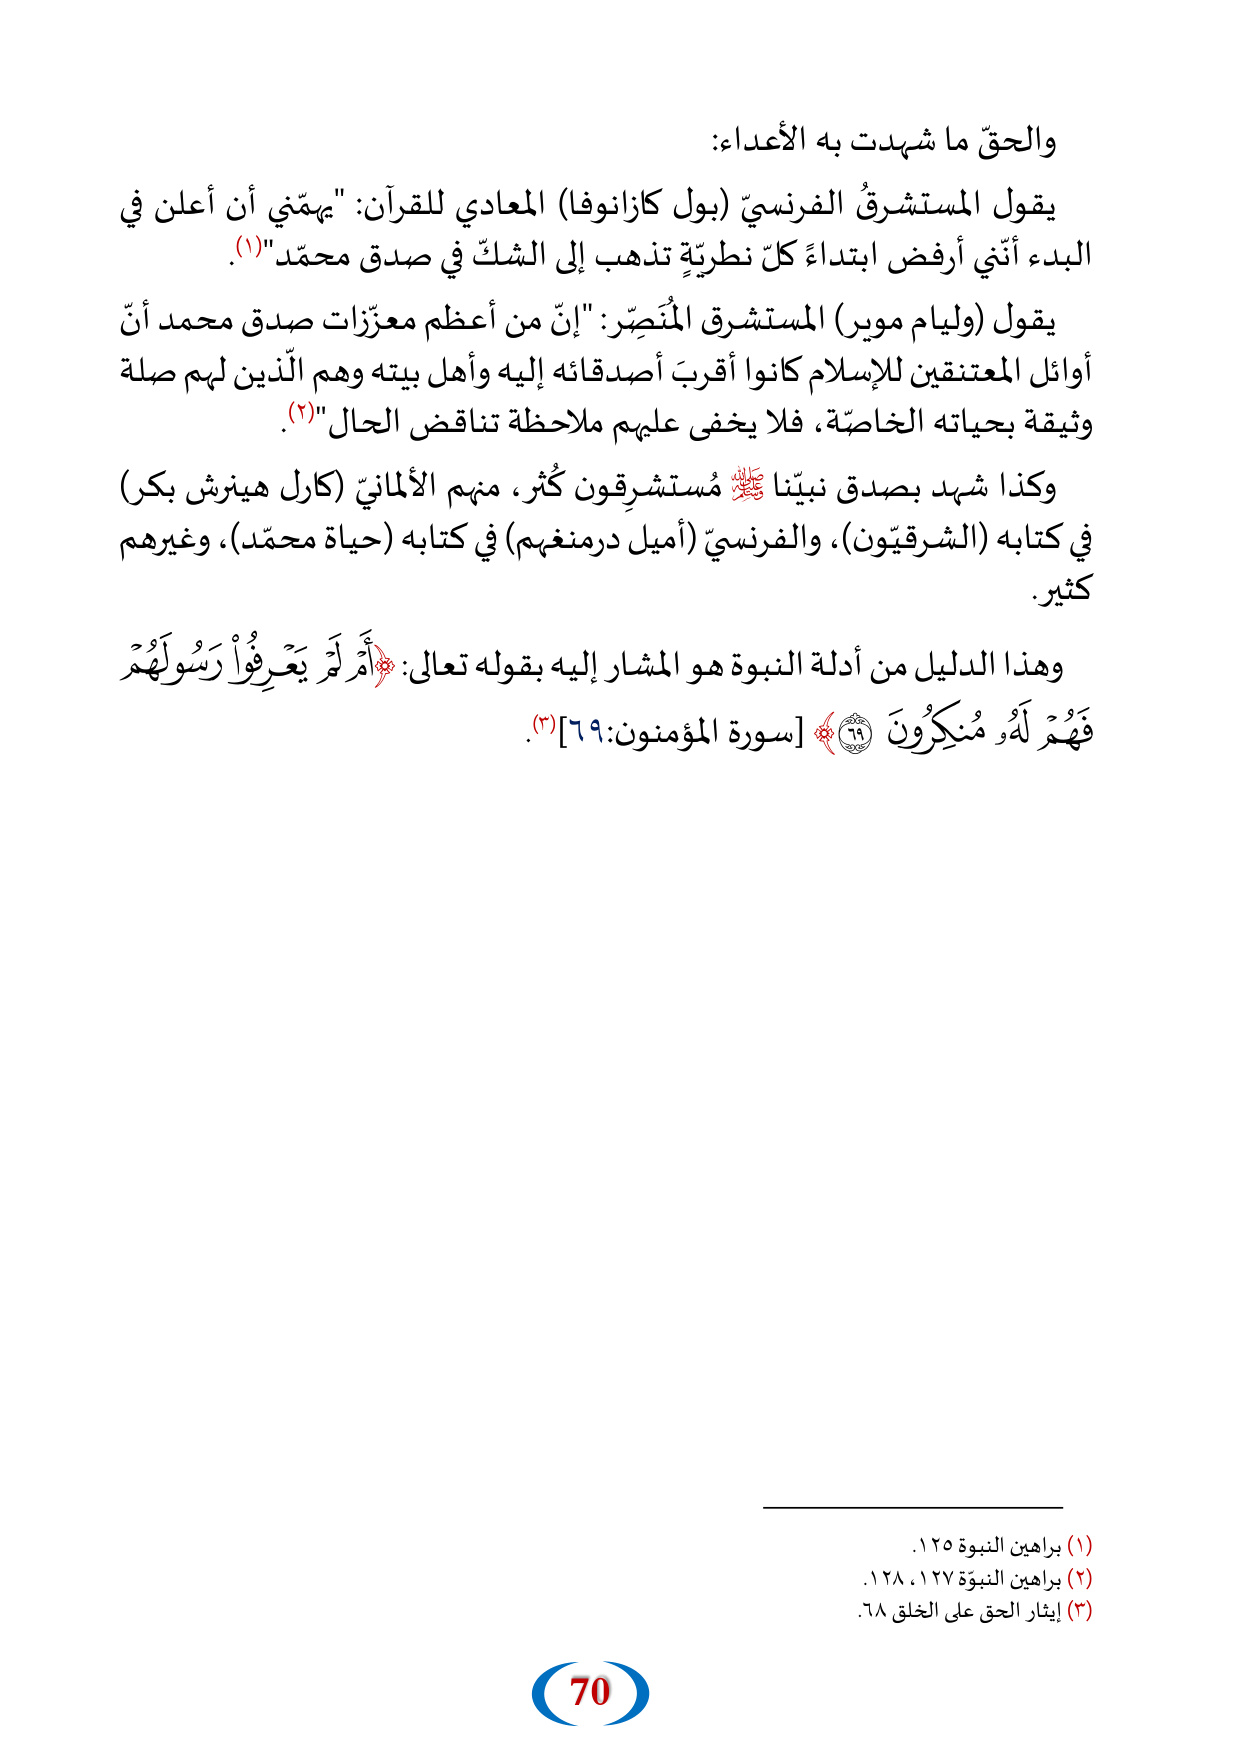 والحقّ ما شهدت به الأعداء:
يقول المستشرقُ الفرنسيّ (بول كازانوفا) المعادي للقرآن: "يهمّني أن أعلن في
البدء أنّني أرفض ابتداءً كلّ نطريّةٍ تذهب إلى الشكّ في صدق محمّد"(١).
يقول (وليام موير) المستشرق المُنَصِّر: "إنّ من أعظم معزّزات صدق محمد أنّ
أوائل المعتنقين للإسلام كانوا أقربَ أصدقائه إليه وأهل بيته وهم الّذين لهم صلة
وثيقة بحياته الخاصّة، فلا يخفى عليهم ملاحظة تناقض الحال"(٢).
وكذا شهد بصدق نبيّنا ﷺ مُستشرِقون كُثر، منهم الألمانيّ (كارل هينرش بكر)
في كتابه (الشرقيّون)، والفرنسيّ (أميل درمنغهم) في كتابه (حياة محمّد)، وغيرهم
كثير.
وهذا الدليل من أدلة النبوة هو المشار إليه بقوله تعالى: ﴿أَمۡ لَمۡ يَعۡرِفُواْ رَسُولَهُمۡ
فَهُمۡ لَهُۥ مُنكِرُونَ ٦٩﴾ [سورة المؤمنون:٦٩](٣).
(١) براهين النبوة ١٢٥.
(٢) براهين النبوّة ١٢٧، ١٢٨.
(٣) إيثار الحق على الخلق ٦٨.
70